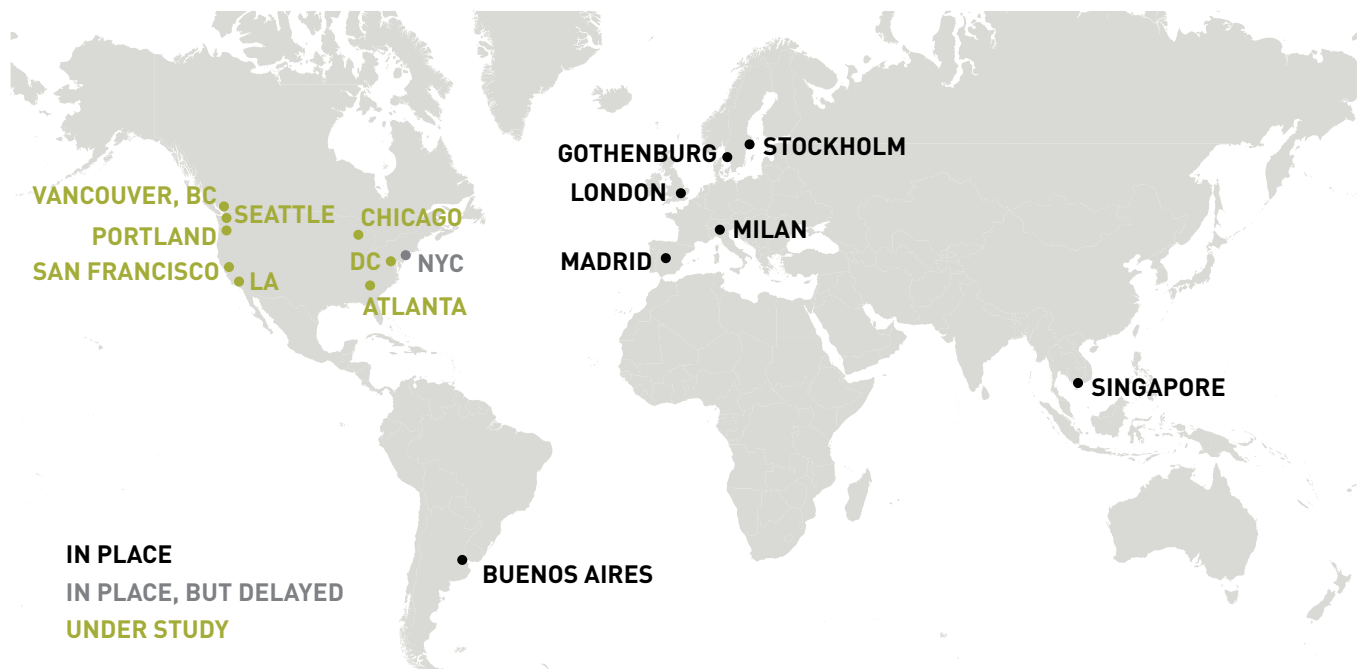 GOTHENBURG
STOCKHOLM
LONDON
VANCOUVER, BC
SEATTLE
CHICAGO
PORTLAND
MILAN
SAN FRANCISCO
DC
NYC
MADRID
LA
ATLANTA
SINGAPORE
BUENOS AIRES
IN PLACE
IN PLACE, BUT DELAYED
UNDER STUDY